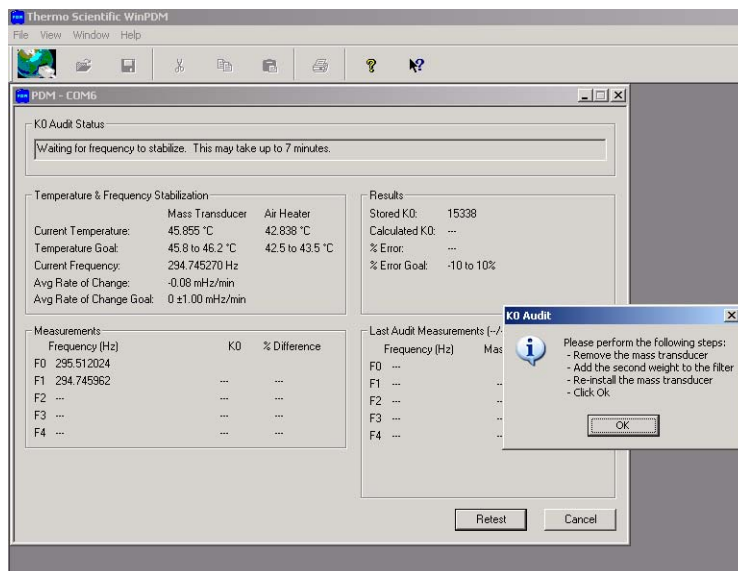 Thermo Scientific WinPDM
File View Window Help
PDM - COM6
K0 Audit Status
Waiting for frequency to stabilize. This may take up to 7 minutes.
Temperature & Frequency Stabilization
Mass Transducer Air Heater
Current Temperature: 45.855 °C 42.838 °C
Temperature Goal: 45.8 to 46.2 °C 42.5 to 43.5 °C
Current Frequency: 294.745270 Hz
Avg Rate of Change: -0.08 mHz/min
Avg Rate of Change Goal: 0 ±1.00 mHz/min
Results
Stored K0: 15338
Calculated K0: ---
% Error: ---
% Error Goal: -10 to 10%
Measurements
Frequency (Hz) K0 % Difference
F0 295.512024
F1 294.745962 --- ---
F2 --- --- ---
F3 --- --- ---
F4 --- --- ---
Last Audit Measurements (--/-
Frequency (Hz) Mas
F0 ---
F1 --- --
F2 --- --
F3 --- --
F4 --- --
K0 Audit
Please perform the following steps:
- Remove the mass transducer
- Add the second weight to the filter
- Re-install the mass transducer
- Click Ok
OK
Retest Cancel